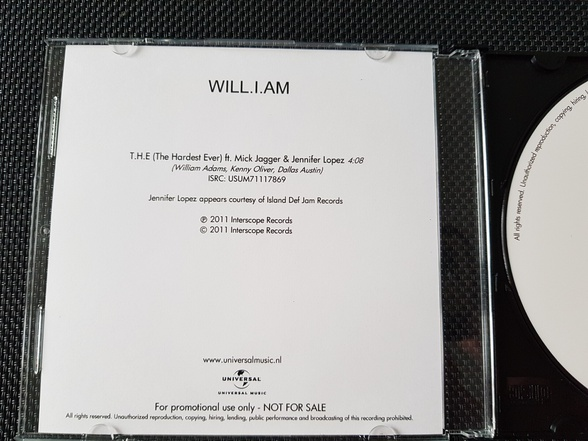 WILL.I.AM
T.H.E (The Hardest Ever) ft. Mick Jagger & Jennifer Lopez 4:08
(William Adams, Kenny Oliver, Dallas Austin)
ISRC: USUM71117869
Jennifer Lopez appears courtesy of Island Def Jam Records
℗ 2011 Interscope Records
© 2011 Interscope Records
www.universalmusic.nl
UNIVERSAL
UNIVERSAL MUSIC
For promotional use only - NOT FOR SALE
All rights reserved. Unauthorized reproduction, copying, hiring, lending, public performance and broadcasting of this recording prohibited.
All rights reserved. Unauthorized reproduction, copying, hiring,